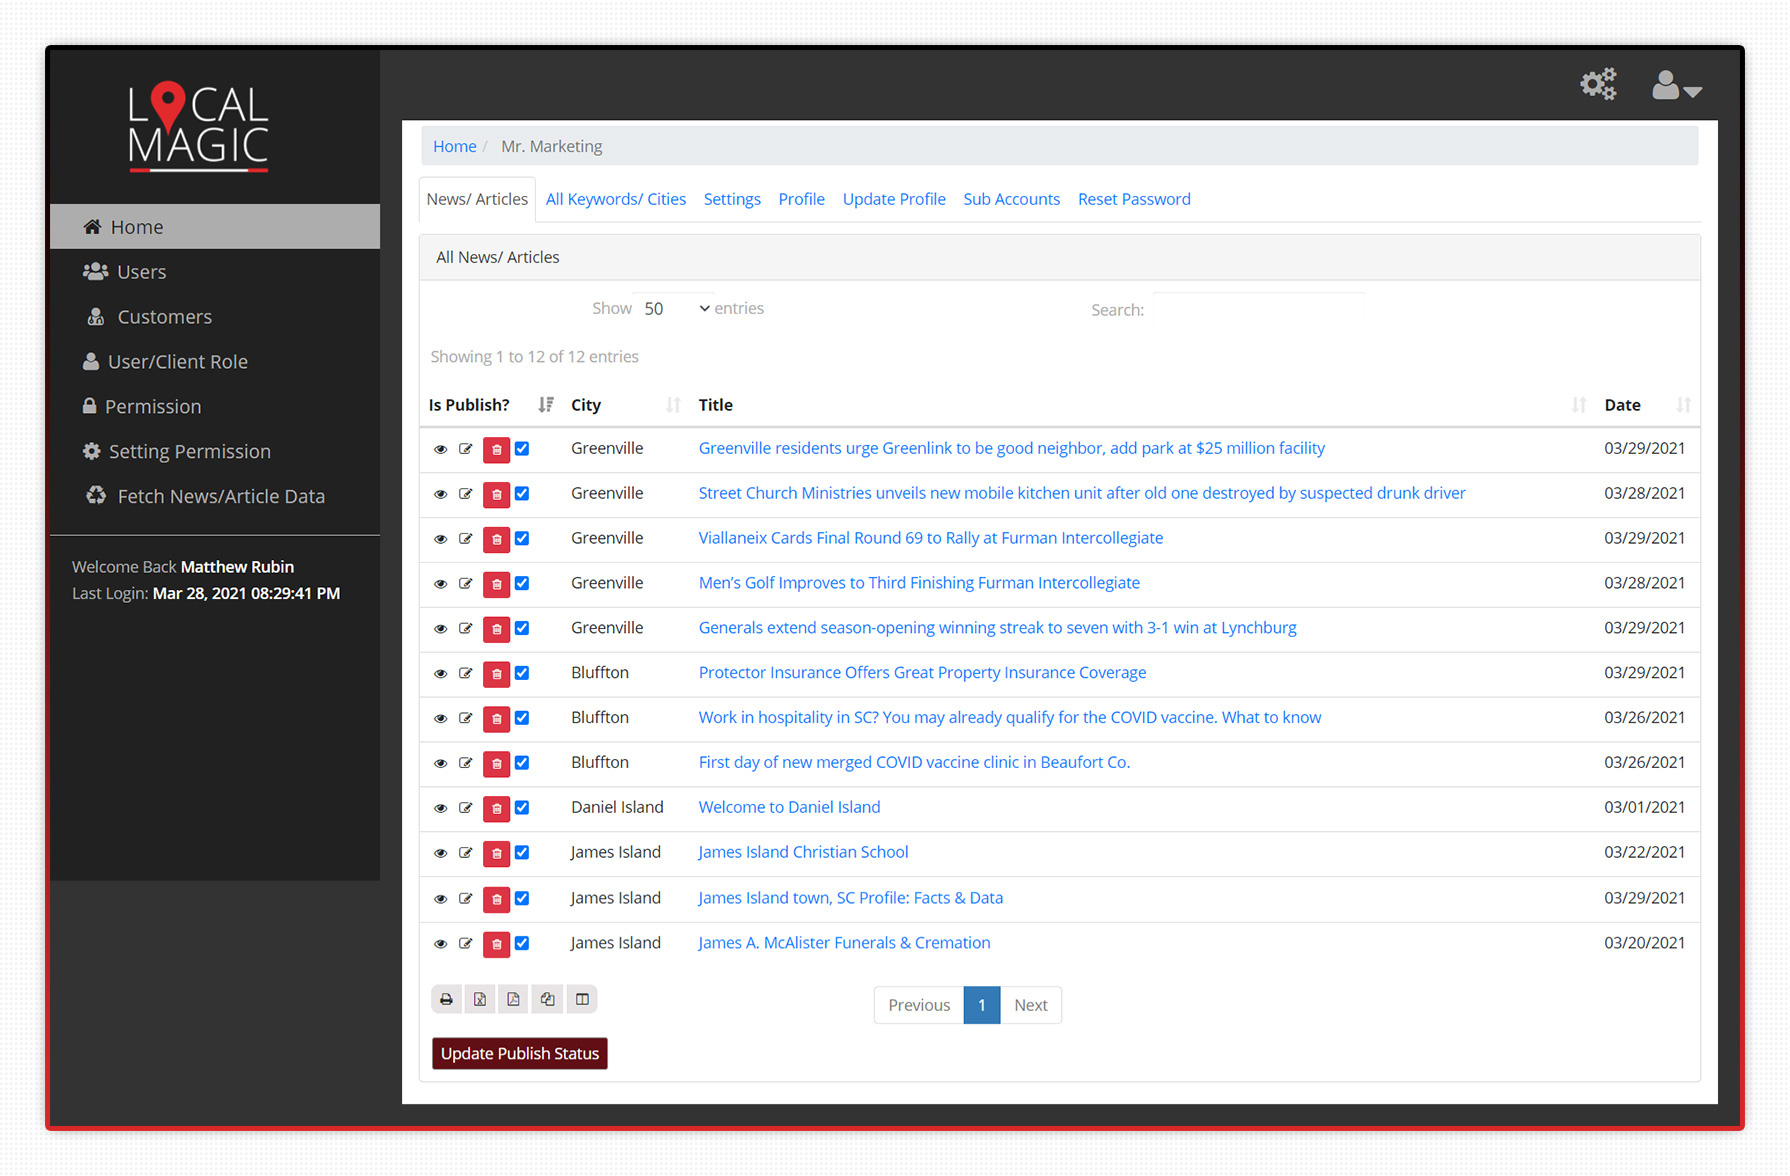 LOCAL
MAGIC
Home
Users
Customers
User/Client Role
Permission
Setting Permission
Fetch News/Article Data
Welcome Back Matthew Rubin
Last Login: Mar 28, 2021 08:29:41 PM
Home / Mr. Marketing
News/ Articles All Keywords/ Cities Settings Profile Update Profile Sub Accounts Reset Password
All News/ Articles
Show 50 entries Search:
Showing 1 to 12 of 12 entries
Is Publish? City Title Date
Greenville Greenville residents urge Greenlink to be good neighbor, add park at $25 million facility 03/29/2021
Greenville Street Church Ministries unveils new mobile kitchen unit after old one destroyed by suspected drunk driver 03/28/2021
Greenville Viallaneix Cards Final Round 69 to Rally at Furman Intercollegiate 03/29/2021
Greenville Men’s Golf Improves to Third Finishing Furman Intercollegiate 03/28/2021
Greenville Generals extend season-opening winning streak to seven with 3-1 win at Lynchburg 03/29/2021
Bluffton Protector Insurance Offers Great Property Insurance Coverage 03/29/2021
Bluffton Work in hospitality in SC? You may already qualify for the COVID vaccine. What to know 03/26/2021
Bluffton First day of new merged COVID vaccine clinic in Beaufort Co. 03/26/2021
Daniel Island Welcome to Daniel Island 03/01/2021
James Island James Island Christian School 03/22/2021
James Island James Island town, SC Profile: Facts & Data 03/29/2021
James Island James A. McAlister Funerals & Cremation 03/20/2021
Previous 1 Next
Update Publish Status